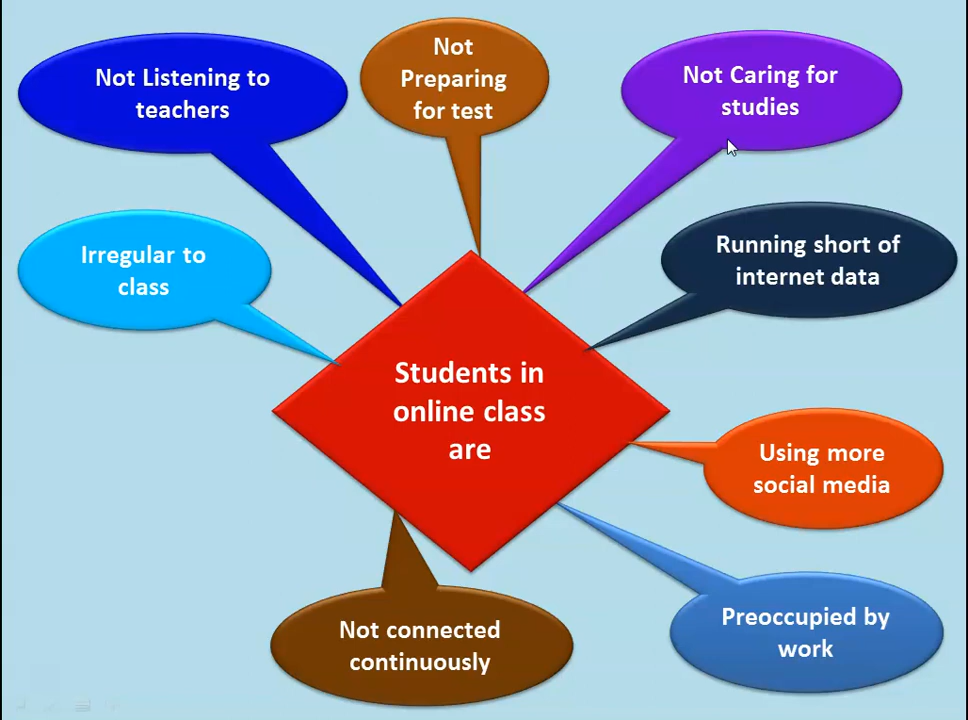 Not Listening to
teachers
Not
Preparing
for test
Not Caring for
studies
Irregular to
class
Running short of
internet data
Students in
online class
are
Using more
social media
Not connected
continuously
Preoccupied by
work